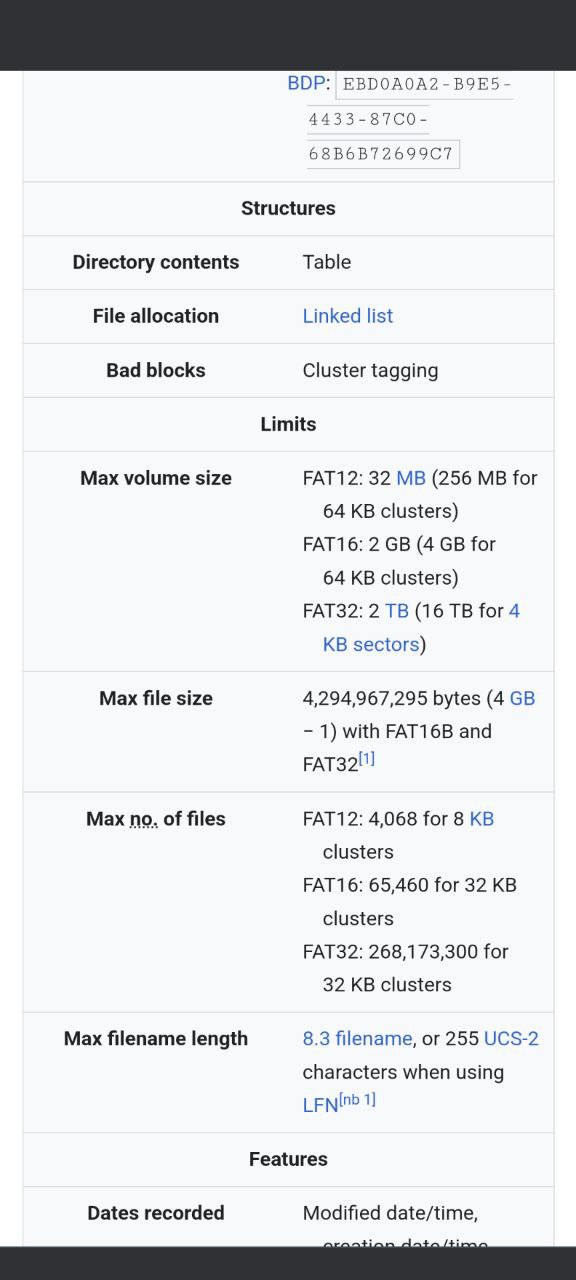 BDP: EBD0A0A2-B9E5-
4433-87C0-
68B6B72699C7
Structures
Directory contents Table
File allocation Linked list
Bad blocks Cluster tagging
Limits
Max volume size FAT12: 32 MB (256 MB for
64 KB clusters)
FAT16: 2 GB (4 GB for
64 KB clusters)
FAT32: 2 TB (16 TB for 4
KB sectors)
Max file size 4,294,967,295 bytes (4 GB
− 1) with FAT16B and
FAT32[1]
Max no. of files FAT12: 4,068 for 8 KB
clusters
FAT16: 65,460 for 32 KB
clusters
FAT32: 268,173,300 for
32 KB clusters
Max filename length 8.3 filename, or 255 UCS-2
characters when using
LFN[nb 1]
Features
Dates recorded Modified date/time,
creation date/time